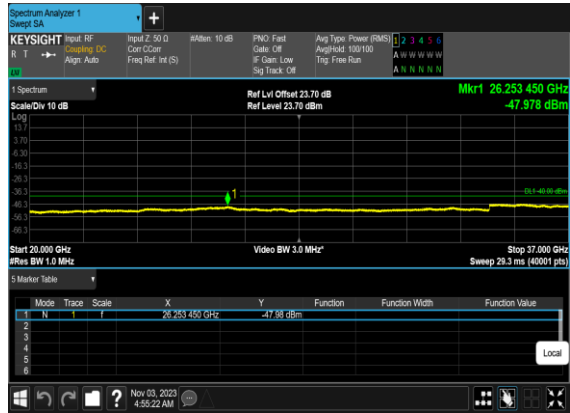 Spectrum Analyzer 1
Swept SA
KEYSIGHT Input: RF Input Z: 50 Ω #Atten: 10 dB PNO: Fast Avg Type: Power (RMS) 1 2 3 4 5 6
R T Coupling: DC Corr CCorr Gate: Off Avg|Hold: 100/100 A W W W W W
Align: Auto Freq Ref: Int (S) IF Gain: Low Trig: Free Run
Sig Track: Off A N N N N N
LXI
1 Spectrum Ref Lvl Offset 23.70 dB Mkr1 26.253 450 GHz
Scale/Div 10 dB Ref Level 23.70 dBm -47.978 dBm
Log
13.7
3.70
-6.30
-16.3
-26.3
-36.3 1 DL1 -40.00 dBm
-46.3
-56.3
-66.3
Start 20.000 GHz Video BW 3.0 MHz* Stop 37.000 GHz
#Res BW 1.0 MHz Sweep 29.3 ms (40001 pts)
5 Marker Table
Mode Trace Scale X Y Function Function Width Function Value
1 N 1 f 26.253 450 GHz -47.98 dBm
2
3
4
5
6
Local
? Nov 03, 2023
4:55:22 AM